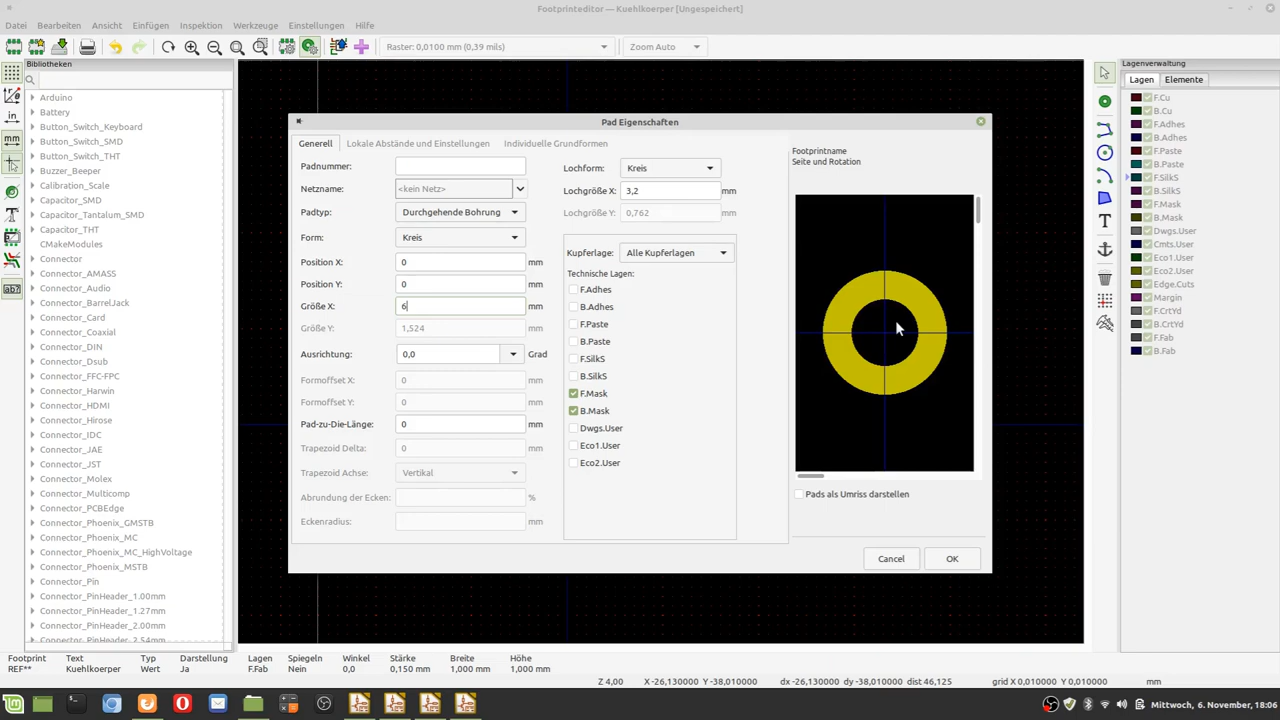 Footprinteditor — Kuehlkoerper [Ungespeichert]
Datei Bearbeiten Ansicht Einfügen Inspektion Werkzeuge Einstellungen Hilfe
Raster: 0,0100 mm (0,39 mils) Zoom Auto
Bibliotheken
Arduino
Battery
Button_Switch_Keyboard
Button_Switch_SMD
Button_Switch_THT
Buzzer_Beeper
Calibration_Scale
Capacitor_SMD
Capacitor_Tantalum_SMD
Capacitor_THT
CMakeModules
Connector
Connector_AMASS
Connector_Audio
Connector_BarrelJack
Connector_Card
Connector_Coaxial
Connector_DIN
Connector_Dsub
Connector_FFC-FPC
Connector_Harwin
Connector_HDMI
Connector_Hirose
Connector_IDC
Connector_JAE
Connector_JST
Connector_Molex
Connector_Multicomp
Connector_PCBEdge
Connector_Phoenix_GMSTB
Connector_Phoenix_MC
Connector_Phoenix_MC_HighVoltage
Connector_Phoenix_MSTB
Connector_Pin
Connector_PinHeader_1.00mm
Connector_PinHeader_1.27mm
Connector_PinHeader_2.00mm
Connector_PinHeader_2.54mm
in
mm
ab?
Pad Eigenschaften
Generell Lokale Abstände und Einstellungen Individuelle Grundformen
Padnummer:
Netzname: <kein Netz>
Padtyp: Durchgehende Bohrung
Form: Kreis
Position X: 0 mm
Position Y: 0 mm
Größe X: 6 mm
Größe Y: 1,524 mm
Ausrichtung: 0,0 Grad
Formoffset X: 0 mm
Formoffset Y: 0 mm
Pad-zu-Die-Länge: 0 mm
Trapezoid Delta: 0 mm
Trapezoid Achse: Vertikal
Abrundung der Ecken: %
Eckenradius: mm
Lochform: Kreis
Lochgröße X: 3,2 mm
Lochgröße Y: 0,762 mm
Kupferlage: Alle Kupferlagen
Technische Lagen:
F.Adhes
B.Adhes
F.Paste
B.Paste
F.SilkS
B.SilkS
F.Mask
B.Mask
Dwgs.User
Eco1.User
Eco2.User
Footprintname
Seite und Rotation
Pads als Umriss darstellen
Cancel OK
Lagenverwaltung
Lagen Elemente
F.Cu
B.Cu
F.Adhes
B.Adhes
F.Paste
B.Paste
F.SilkS
B.SilkS
F.Mask
B.Mask
Dwgs.User
Cmts.User
Eco1.User
Eco2.User
Edge.Cuts
Margin
F.CrtYd
B.CrtYd
F.Fab
B.Fab
Footprint Text Typ Darstellung Lagen Spiegeln Winkel Stärke Breite Höhe
REF** Kuehlkoerper Wert Ja F.Fab Nein 0,0 0,150 mm 1,000 mm 1,000 mm
Z 4,00 X -26,130000 Y -38,010000 dx -26,130000 dy -38,010000 dist 46,125 grid X 0,010000 Y 0,010000 mm
Mittwoch, 6. November, 18:06